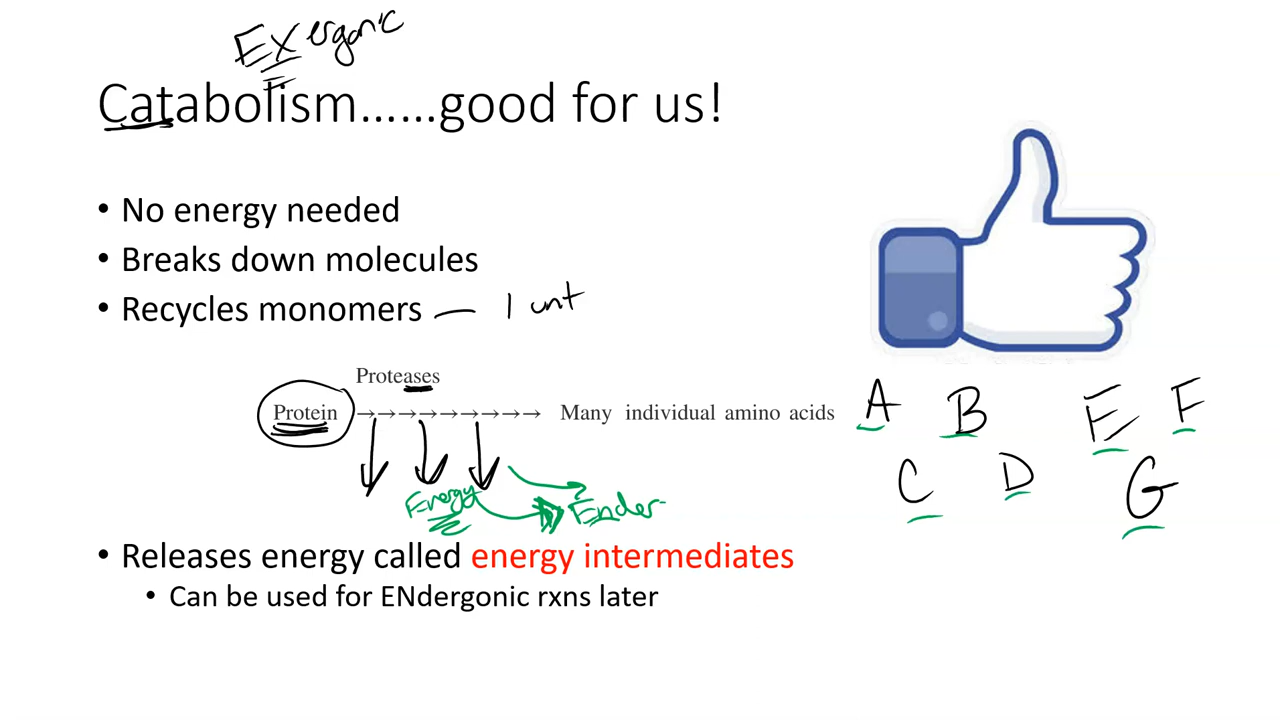 Exergonic
Catabolism……good for us!
• No energy needed
• Breaks down molecules
• Recycles monomers — 1 unt
Proteases
Protein →→→→→→→→→ Many individual amino acids
A B E F
C D G
Energy Ender
• Releases energy called energy intermediates
• Can be used for ENdergonic rxns later